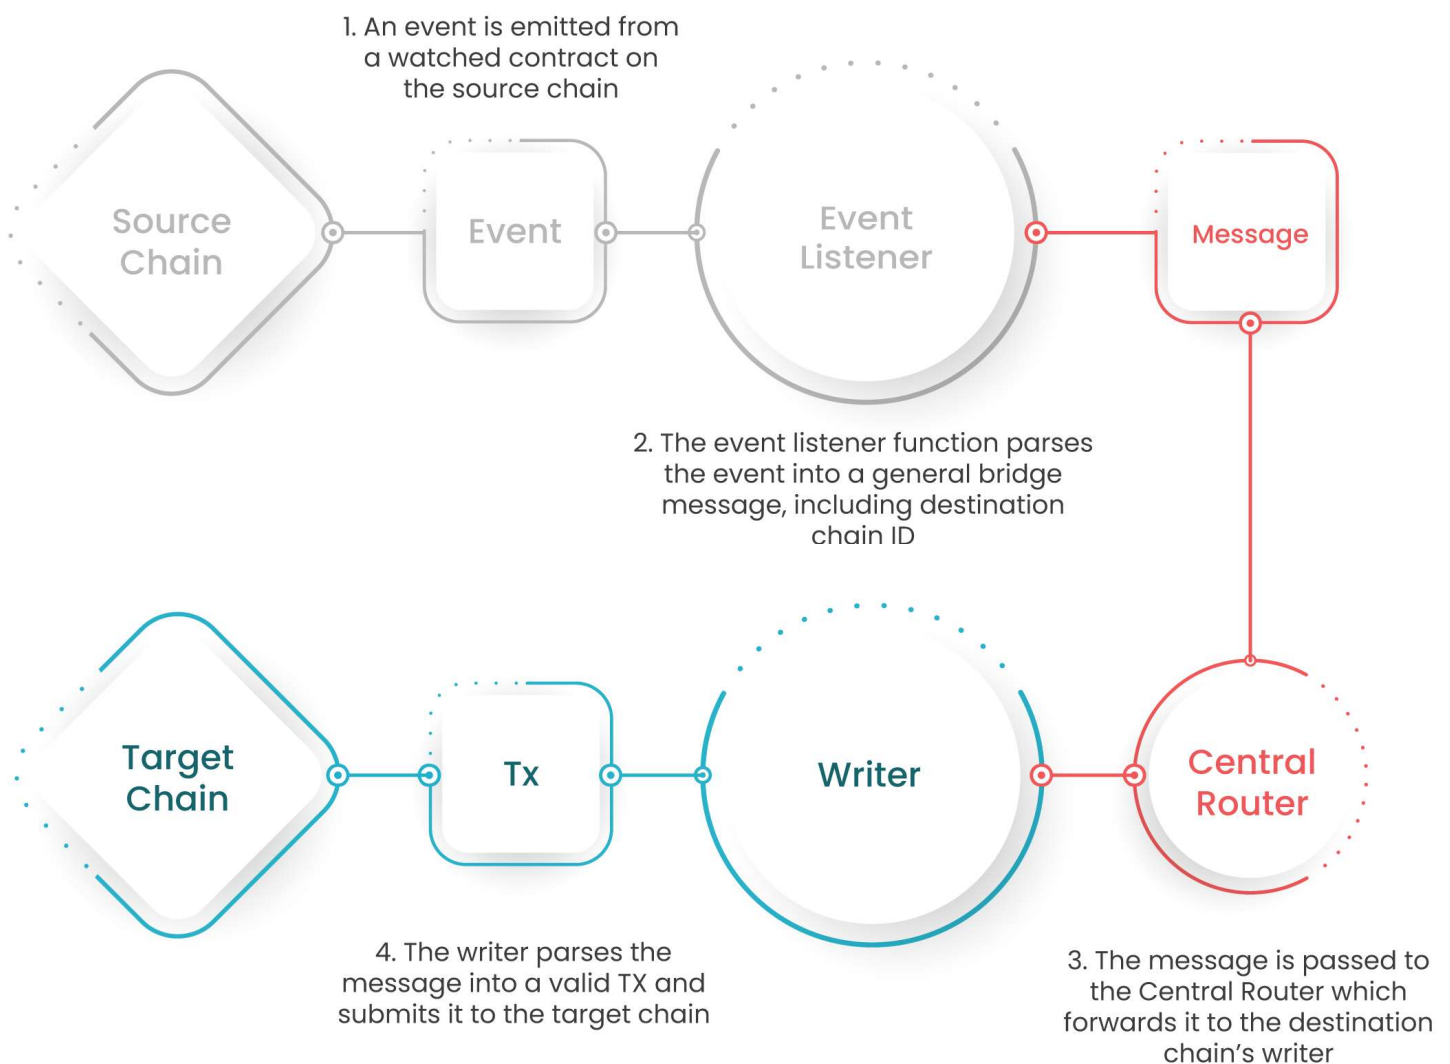 1. An event is emitted from
a watched contract on
the source chain
Source
Chain
Event
Event
Listener
Message
2. The event listener function parses
the event into a general bridge
message, including destination
chain ID
Target
Chain
Tx
Writer
Central
Router
4. The writer parses the
message into a valid TX and
submits it to the target chain
3. The message is passed to
the Central Router which
forwards it to the destination
chain’s writer